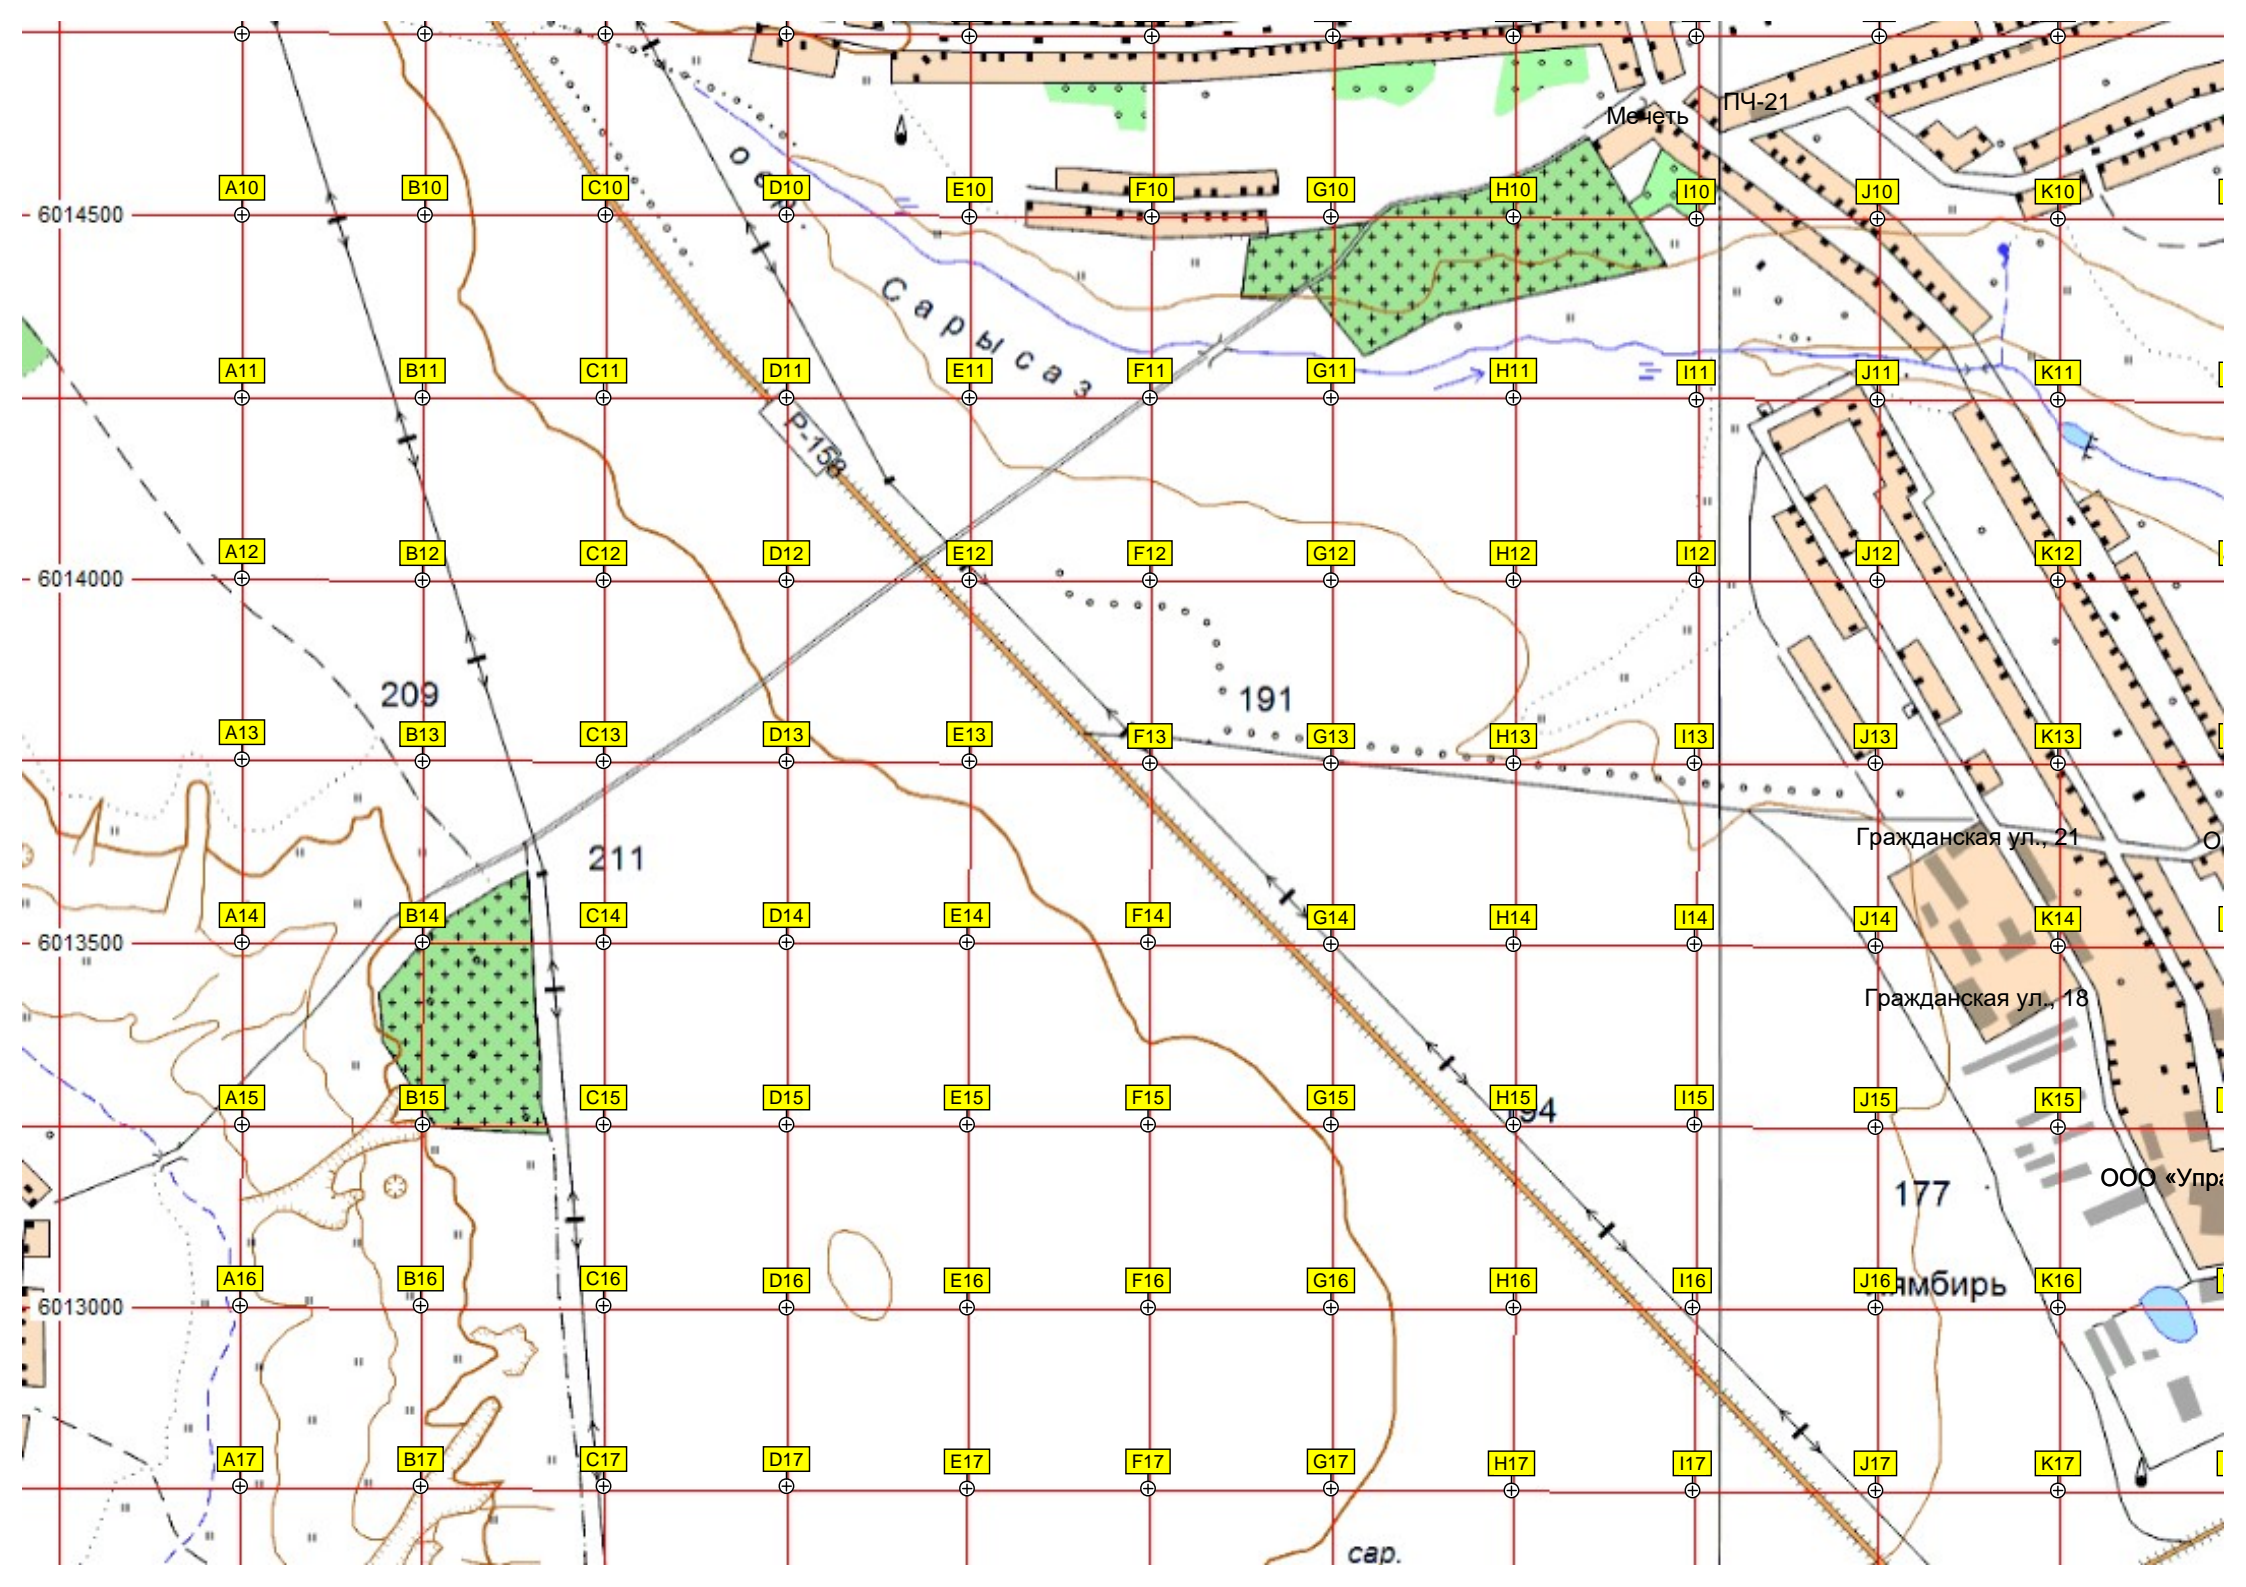 ПЧ-21
Мечеть
овр.
A10 B10 C10 D10 E10 F10 G10 H10 I10 J10 K10
6014500
Сарысаз
A11 B11 C11 D11 E11 F11 G11 H11 I11 J11 K11
Р-158
A12 B12 C12 D12 E12 F12 G12 H12 I12 J12 K12
6014000
209
191
A13 B13 C13 D13 E13 F13 G13 H13 I13 J13 K13
Гражданская ул., 21
О
211
A14 B14 C14 D14 E14 F14 G14 H14 I14 J14 K14
6013500
Гражданская ул., 18
A15 B15 C15 D15 E15 F15 G15 H15 I15 J15 K15
194
ООО «Упра
177
A16 B16 C16 D16 E16 F16 G16 H16 I16 J16 K16
Лямбирь
6013000
A17 B17 C17 D17 E17 F17 G17 H17 I17 J17 K17
сар.